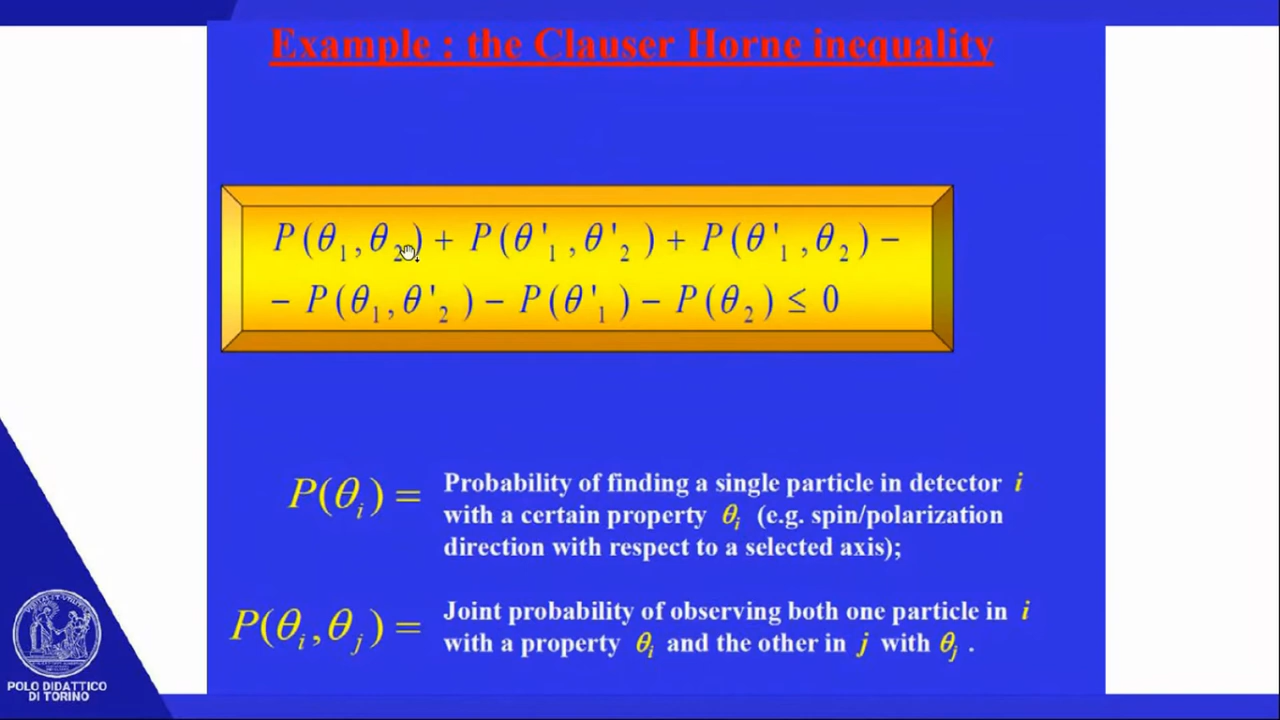 Example : the Clauser Horne inequality
P(θ₁,θ₂) + P(θ'₁,θ'₂) + P(θ'₁,θ₂) −
− P(θ₁,θ'₂) − P(θ'₁) − P(θ₂) ≤ 0
P(θᵢ) = Probability of finding a single particle in detector i
with a certain property θᵢ (e.g. spin/polarization
direction with respect to a selected axis);
P(θᵢ,θⱼ) = Joint probability of observing both one particle in i
with a property θᵢ and the other in j with θⱼ .
POLO DIDATTICO
DI TORINO